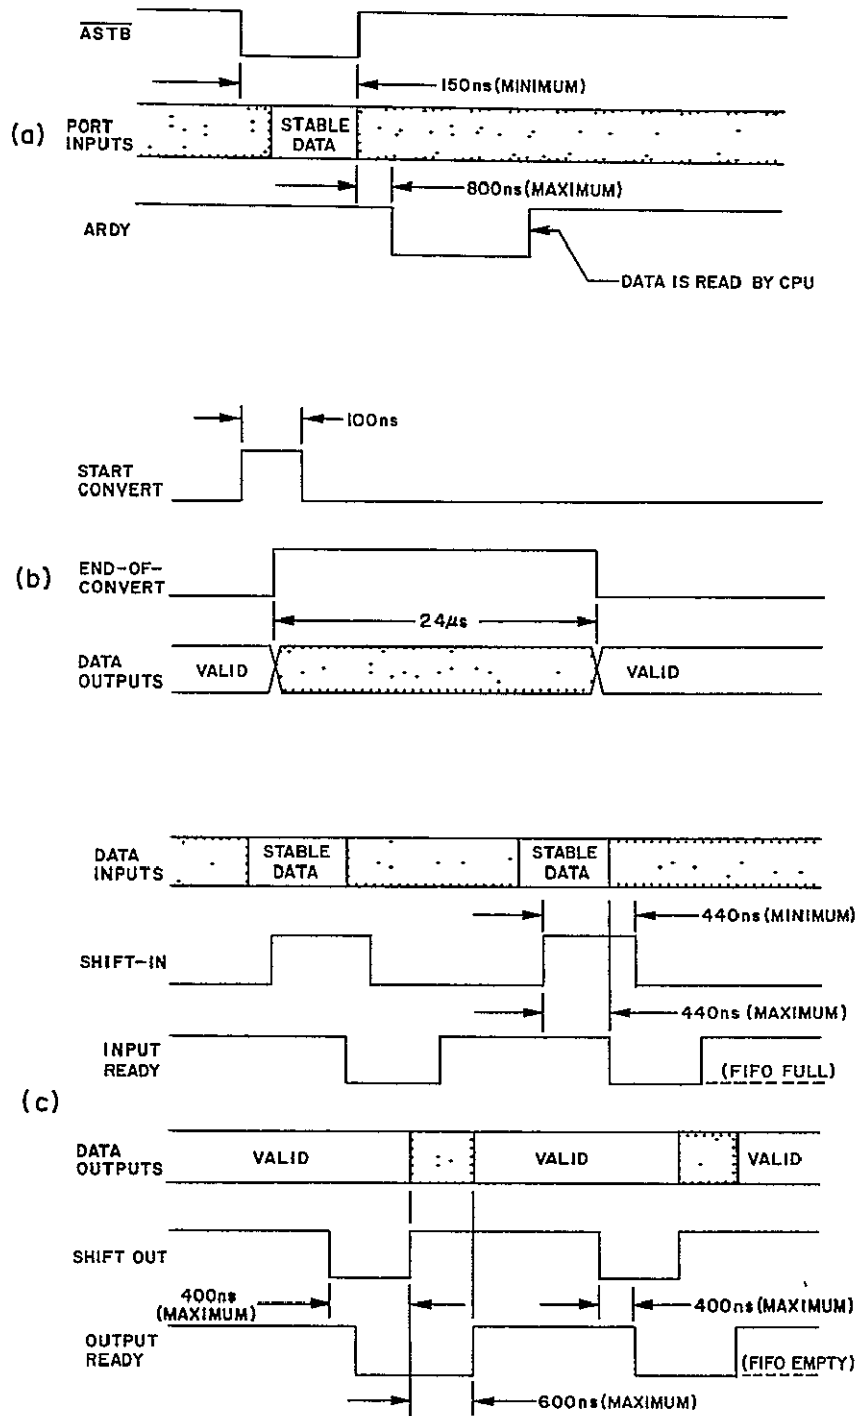 ASTB
150ns (MINIMUM)
(a)
PORT
INPUTS
STABLE
DATA
800ns (MAXIMUM)
ARDY
DATA IS READ BY CPU
100ns
START
CONVERT
(b)
END-OF-
CONVERT
24µs
DATA
OUTPUTS
VALID
VALID
DATA
INPUTS
STABLE
DATA
STABLE
DATA
440ns (MINIMUM)
SHIFT-IN
440ns (MAXIMUM)
INPUT
READY
(FIFO FULL)
(c)
DATA
OUTPUTS
VALID
VALID
VALID
SHIFT OUT
400ns
(MAXIMUM)
400ns (MAXIMUM)
OUTPUT
READY
(FIFO EMPTY)
600ns (MAXIMUM)